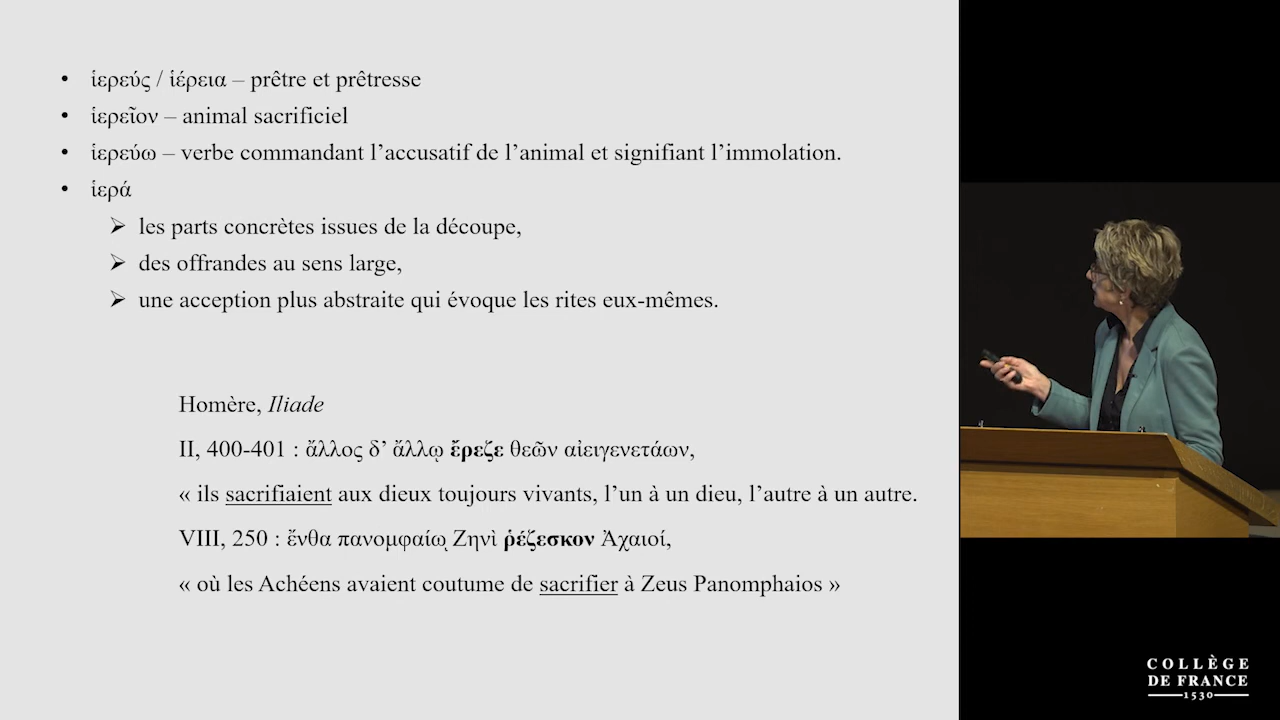 • ἱερεύς / ἱέρεια – prêtre et prêtresse
• ἱερεῖον – animal sacrificiel
• ἱερεύω – verbe commandant l’accusatif de l’animal et signifiant l’immolation.
• ἱερά
➢ les parts concrètes issues de la découpe,
➢ des offrandes au sens large,
➢ une acception plus abstraite qui évoque les rites eux-mêmes.
Homère, Iliade
II, 400-401 : ἄλλος δ’ ἄλλῳ ἔρεζε θεῶν αἰειγενετάων,
« ils sacrifiaient aux dieux toujours vivants, l’un à un dieu, l’autre à un autre.
VIII, 250 : ἔνθα πανομφαίῳ Ζηνὶ ῥέζεσκον Ἀχαιοί,
« où les Achéens avaient coutume de sacrifier à Zeus Panomphaios »
COLLÈGE
DE FRANCE
1530